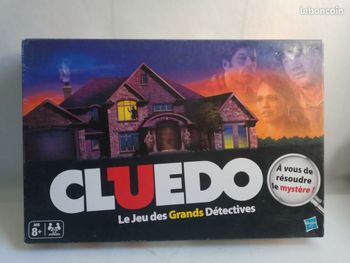 leboncoin
CLUEDO
Le Jeu des Grands Détectives
À vous de
résoudre
le mystère !
8+
Hasbro